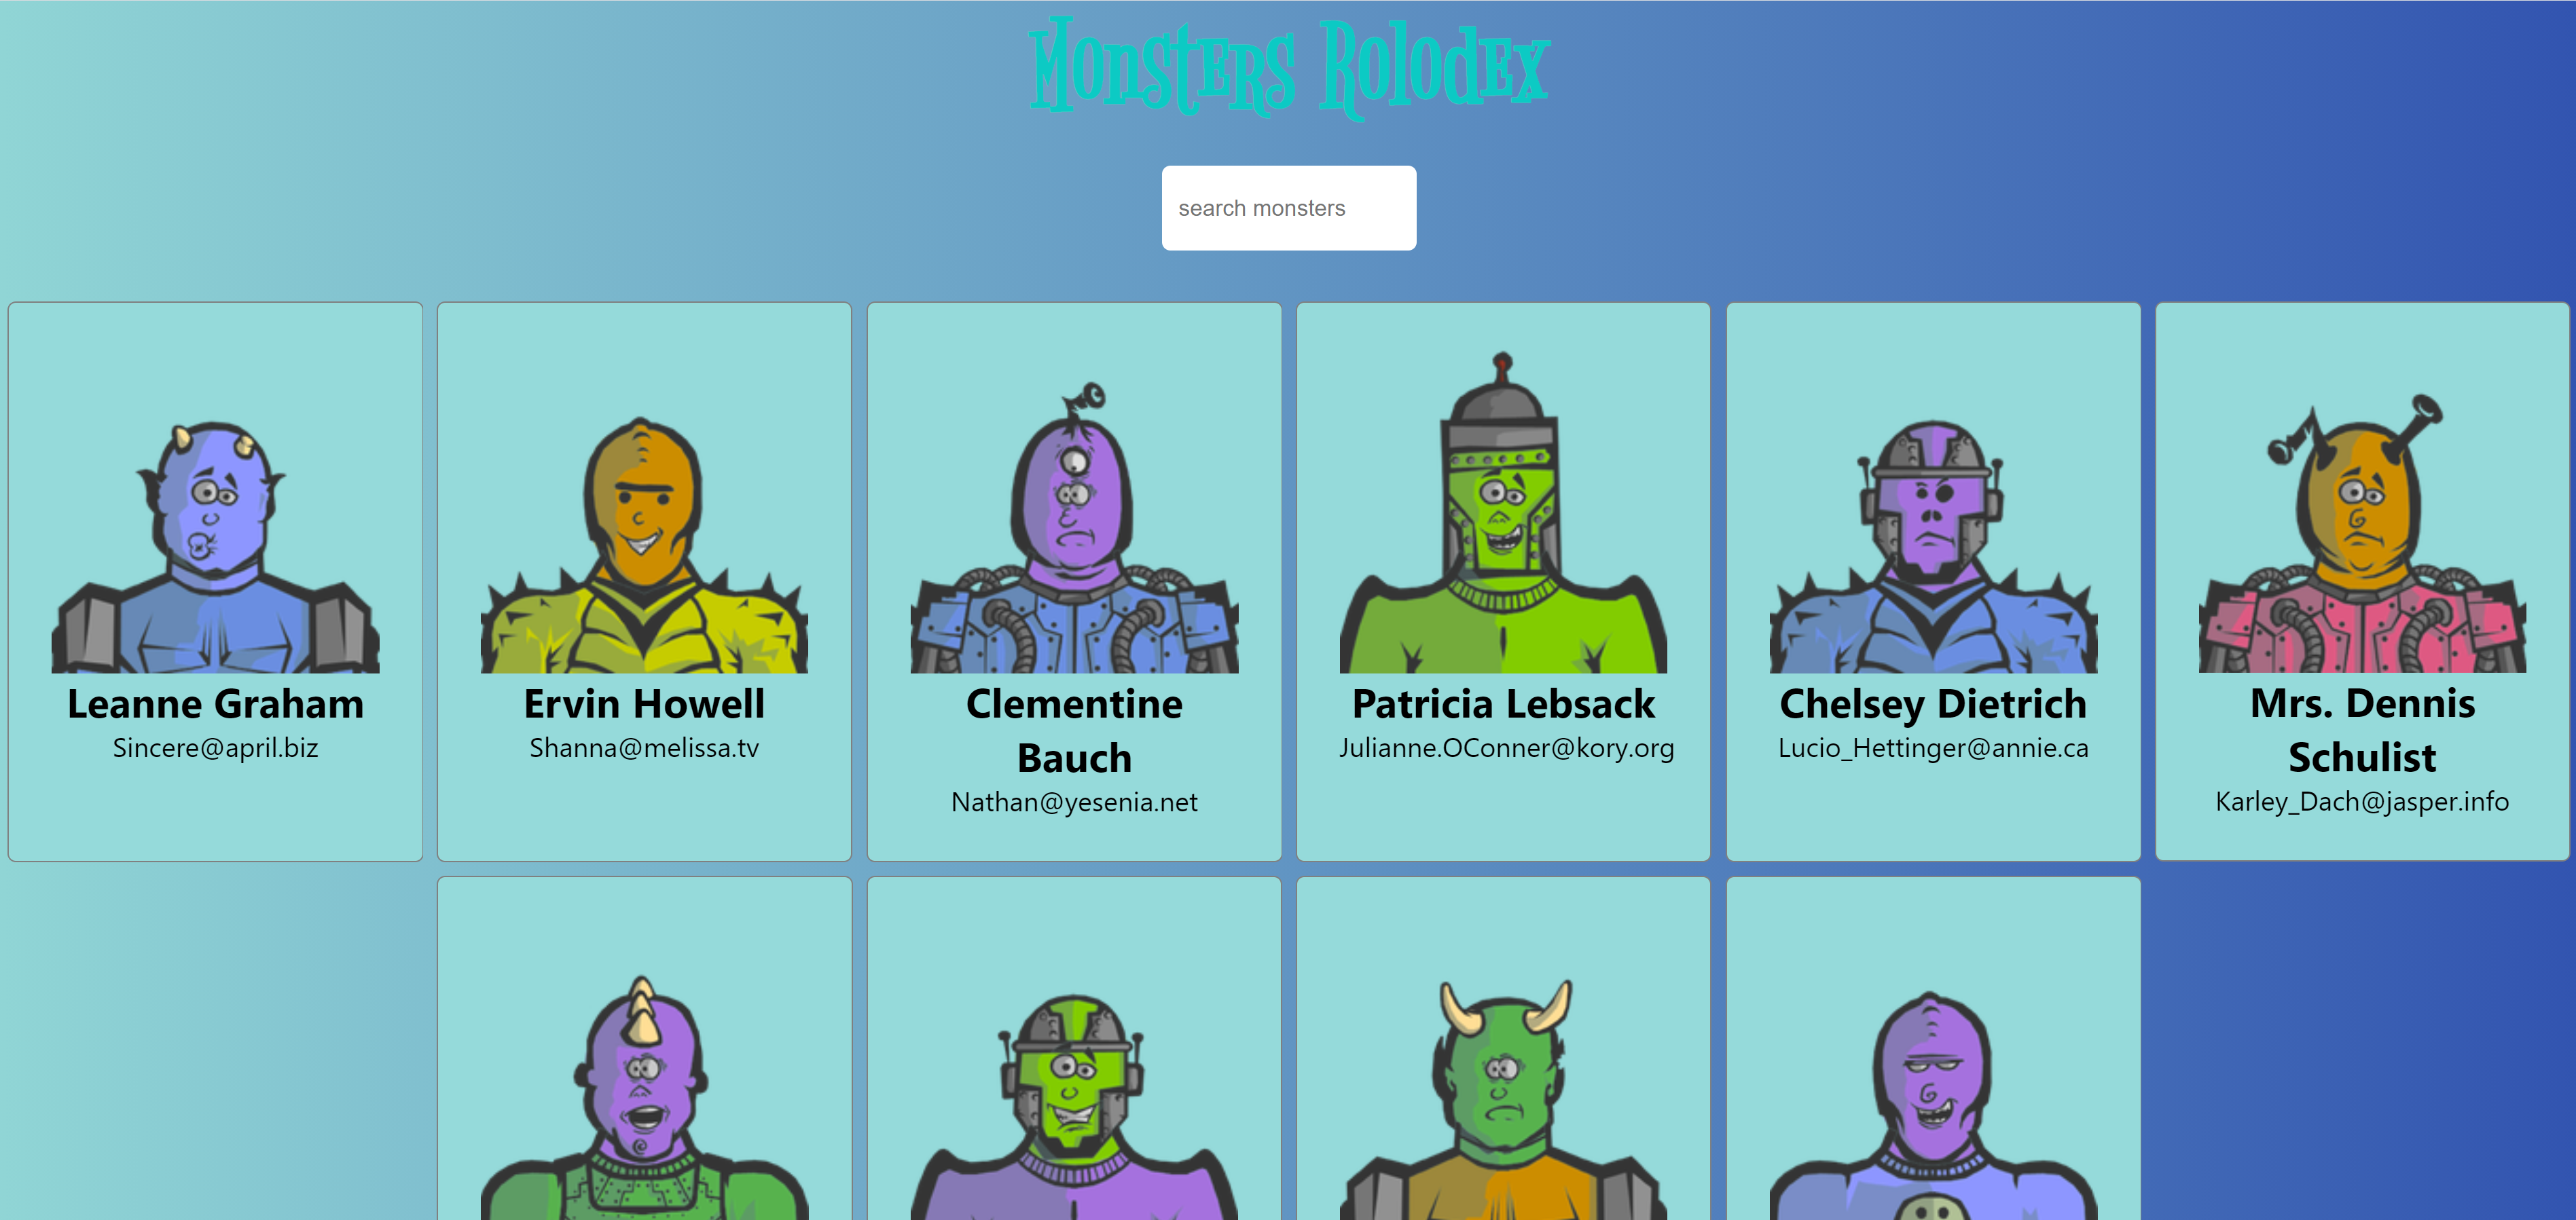 Monsters Rolodex
search monsters
Leanne Graham
Sincere@april.biz
Ervin Howell
Shanna@melissa.tv
Clementine
Bauch
Nathan@yesenia.net
Patricia Lebsack
Julianne.OConner@kory.org
Chelsey Dietrich
Lucio_Hettinger@annie.ca
Mrs. Dennis
Schulist
Karley_Dach@jasper.info